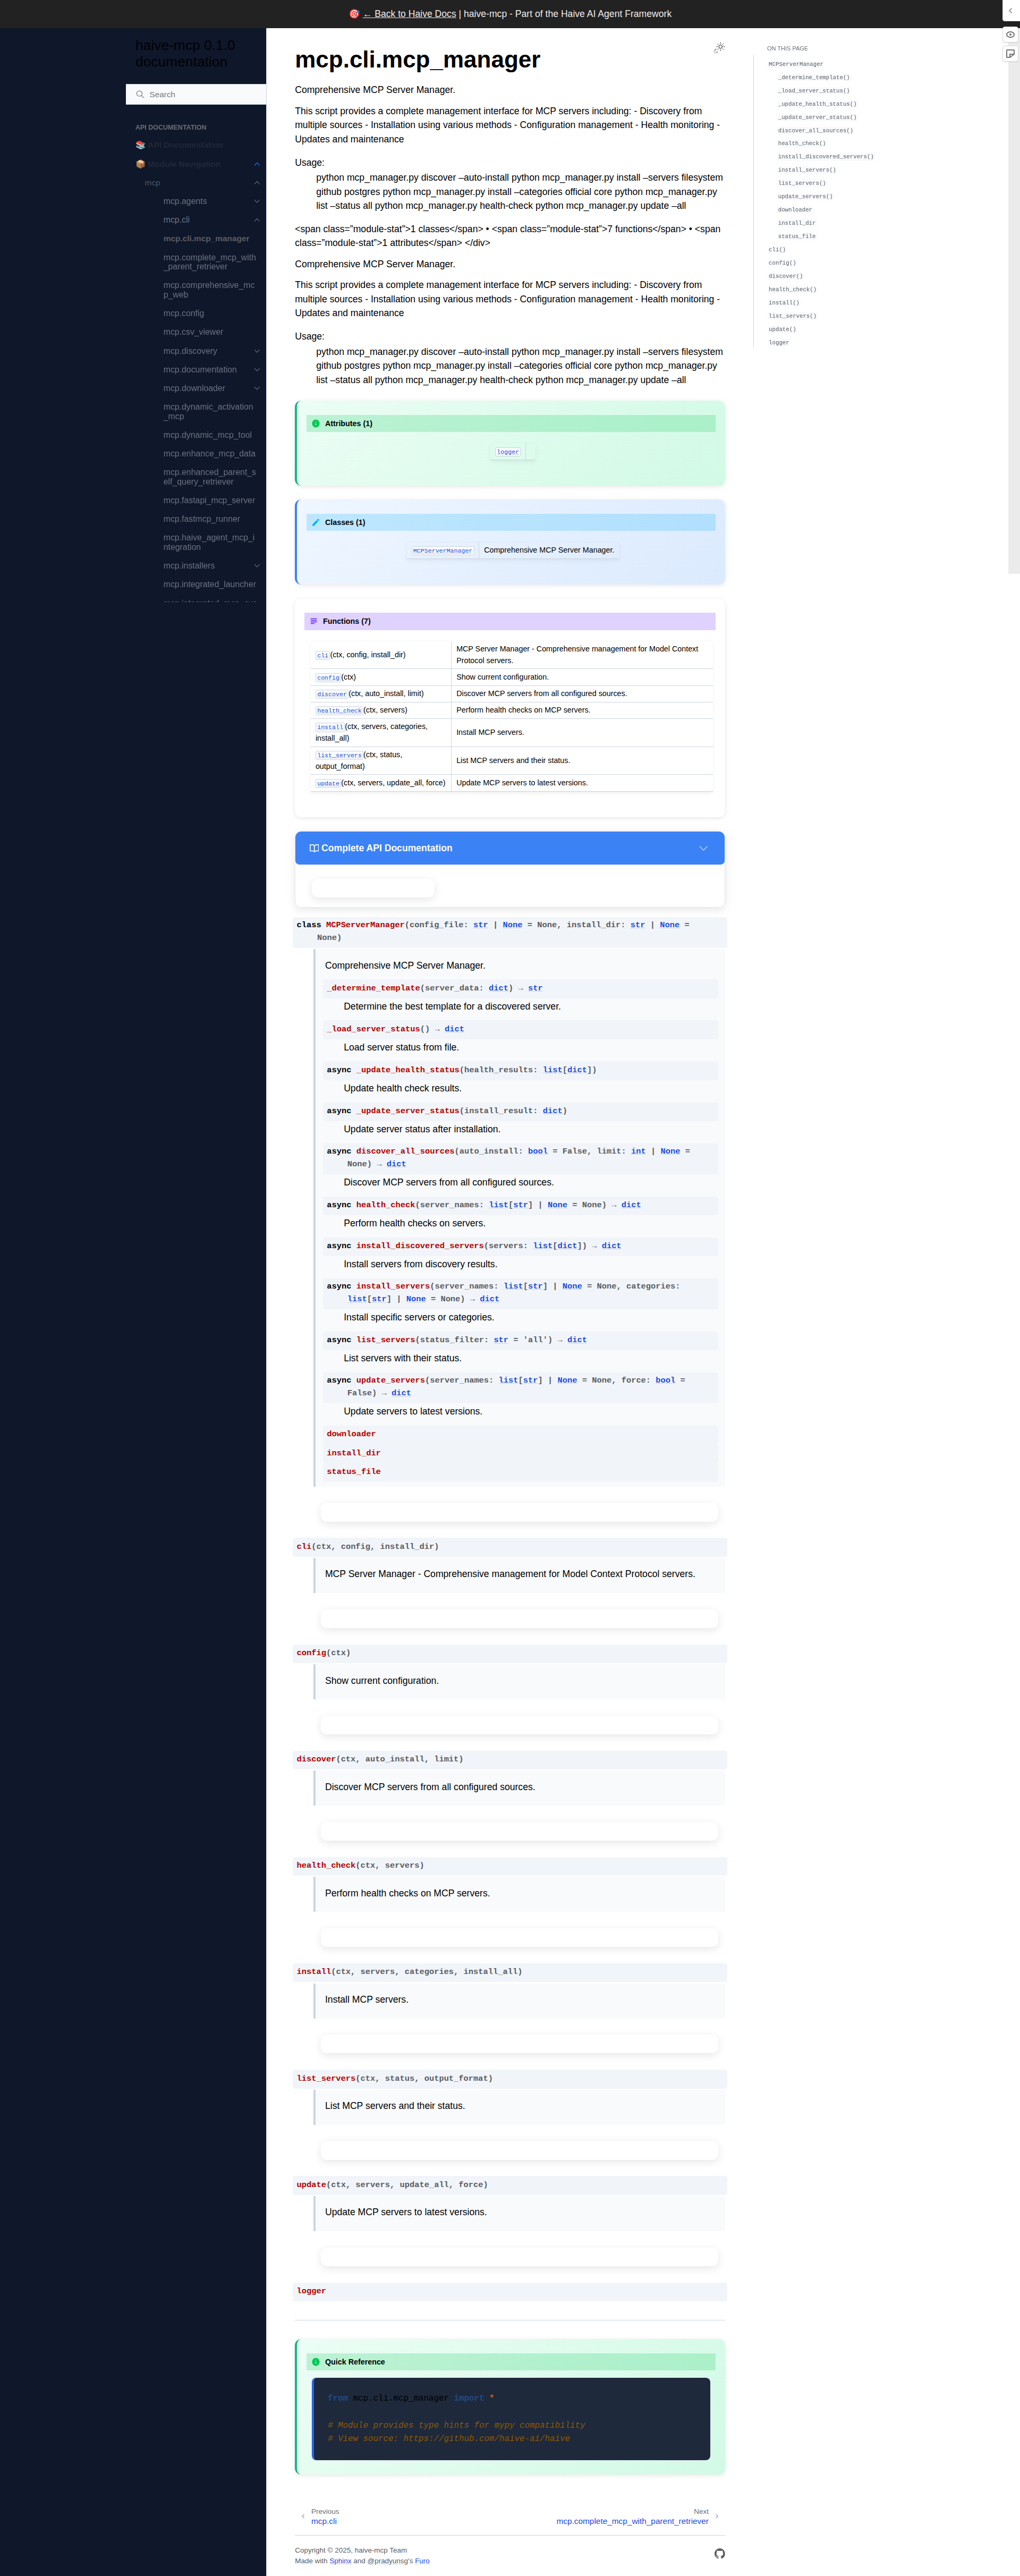 🎯 ← Back to Haive Docs | haive-mcp - Part of the Haive AI Agent Framework
haive-mcp 0.1.0
documentation
Search
API DOCUMENTATION
📚 API Documentation
📦 Module Navigation
mcp
mcp.agents
mcp.cli
mcp.cli.mcp_manager
mcp.complete_mcp_with
_parent_retriever
mcp.comprehensive_mc
p_web
mcp.config
mcp.csv_viewer
mcp.discovery
mcp.documentation
mcp.downloader
mcp.dynamic_activation
_mcp
mcp.dynamic_mcp_tool
mcp.enhance_mcp_data
mcp.enhanced_parent_s
elf_query_retriever
mcp.fastapi_mcp_server
mcp.fastmcp_runner
mcp.haive_agent_mcp_i
ntegration
mcp.installers
mcp.integrated_launcher
mcp.cli.mcp_manager
Comprehensive MCP Server Manager.
This script provides a complete management interface for MCP servers including: - Discovery from
multiple sources - Installation using various methods - Configuration management - Health monitoring -
Updates and maintenance
Usage:
python mcp_manager.py discover –auto-install python mcp_manager.py install –servers filesystem
github postgres python mcp_manager.py install –categories official core python mcp_manager.py
list –status all python mcp_manager.py health-check python mcp_manager.py update –all
<span class="module-stat">1 classes</span> • <span class="module-stat">7 functions</span> • <span
class="module-stat">1 attributes</span> </div>
Comprehensive MCP Server Manager.
This script provides a complete management interface for MCP servers including: - Discovery from
multiple sources - Installation using various methods - Configuration management - Health monitoring -
Updates and maintenance
Usage:
python mcp_manager.py discover –auto-install python mcp_manager.py install –servers filesystem
github postgres python mcp_manager.py install –categories official core python mcp_manager.py
list –status all python mcp_manager.py health-check python mcp_manager.py update –all
Attributes (1)
logger
Classes (1)
MCPServerManager Comprehensive MCP Server Manager.
Functions (7)
cli(ctx, config, install_dir) MCP Server Manager - Comprehensive management for Model Context
Protocol servers.
config(ctx) Show current configuration.
discover(ctx, auto_install, limit) Discover MCP servers from all configured sources.
health_check(ctx, servers) Perform health checks on MCP servers.
install(ctx, servers, categories,
install_all) Install MCP servers.
list_servers(ctx, status,
output_format) List MCP servers and their status.
update(ctx, servers, update_all, force) Update MCP servers to latest versions.
Complete API Documentation
class MCPServerManager(config_file: str | None = None, install_dir: str | None =
None)
Comprehensive MCP Server Manager.
_determine_template(server_data: dict) → str
Determine the best template for a discovered server.
_load_server_status() → dict
Load server status from file.
async _update_health_status(health_results: list[dict])
Update health check results.
async _update_server_status(install_result: dict)
Update server status after installation.
async discover_all_sources(auto_install: bool = False, limit: int | None =
None) → dict
Discover MCP servers from all configured sources.
async health_check(server_names: list[str] | None = None) → dict
Perform health checks on servers.
async install_discovered_servers(servers: list[dict]) → dict
Install servers from discovery results.
async install_servers(server_names: list[str] | None = None, categories:
list[str] | None = None) → dict
Install specific servers or categories.
async list_servers(status_filter: str = 'all') → dict
List servers with their status.
async update_servers(server_names: list[str] | None = None, force: bool =
False) → dict
Update servers to latest versions.
downloader
install_dir
status_file
cli(ctx, config, install_dir)
MCP Server Manager - Comprehensive management for Model Context Protocol servers.
config(ctx)
Show current configuration.
discover(ctx, auto_install, limit)
Discover MCP servers from all configured sources.
health_check(ctx, servers)
Perform health checks on MCP servers.
install(ctx, servers, categories, install_all)
Install MCP servers.
list_servers(ctx, status, output_format)
List MCP servers and their status.
update(ctx, servers, update_all, force)
Update MCP servers to latest versions.
logger
Quick Reference
from mcp.cli.mcp_manager import *
# Module provides type hints for mypy compatibility
# View source: https://github.com/haive-ai/haive
Previous
mcp.cli
Next
mcp.complete_mcp_with_parent_retriever
Copyright © 2025, haive-mcp Team
Made with Sphinx and @pradyunsg's Furo
ON THIS PAGE
MCPServerManager
_determine_template()
_load_server_status()
_update_health_status()
_update_server_status()
discover_all_sources()
health_check()
install_discovered_servers()
install_servers()
list_servers()
update_servers()
downloader
install_dir
status_file
cli()
config()
discover()
health_check()
install()
list_servers()
update()
logger